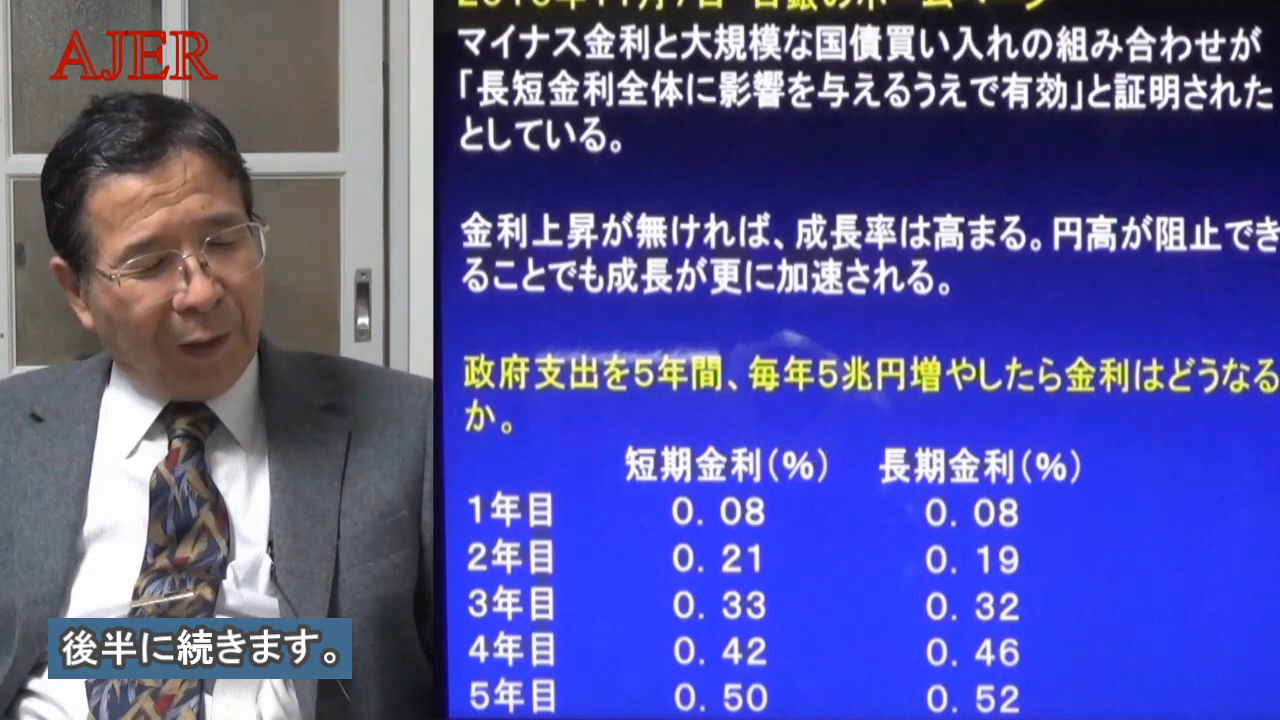 AJER
マイナス金利と大規模な国債買い入れの組み合わせが
「長短金利全体に影響を与えるうえで有効」と証明された
としている。
金利上昇が無ければ、成長率は高まる。円高が阻止でき
ることでも成長が更に加速される。
政府支出を5年間、毎年5兆円増やしたら金利はどうなる
か。
短期金利(%) 長期金利(%)
1年目 0.08 0.08
2年目 0.21 0.19
3年目 0.33 0.32
4年目 0.42 0.46
5年目 0.50 0.52
後半に続きます。